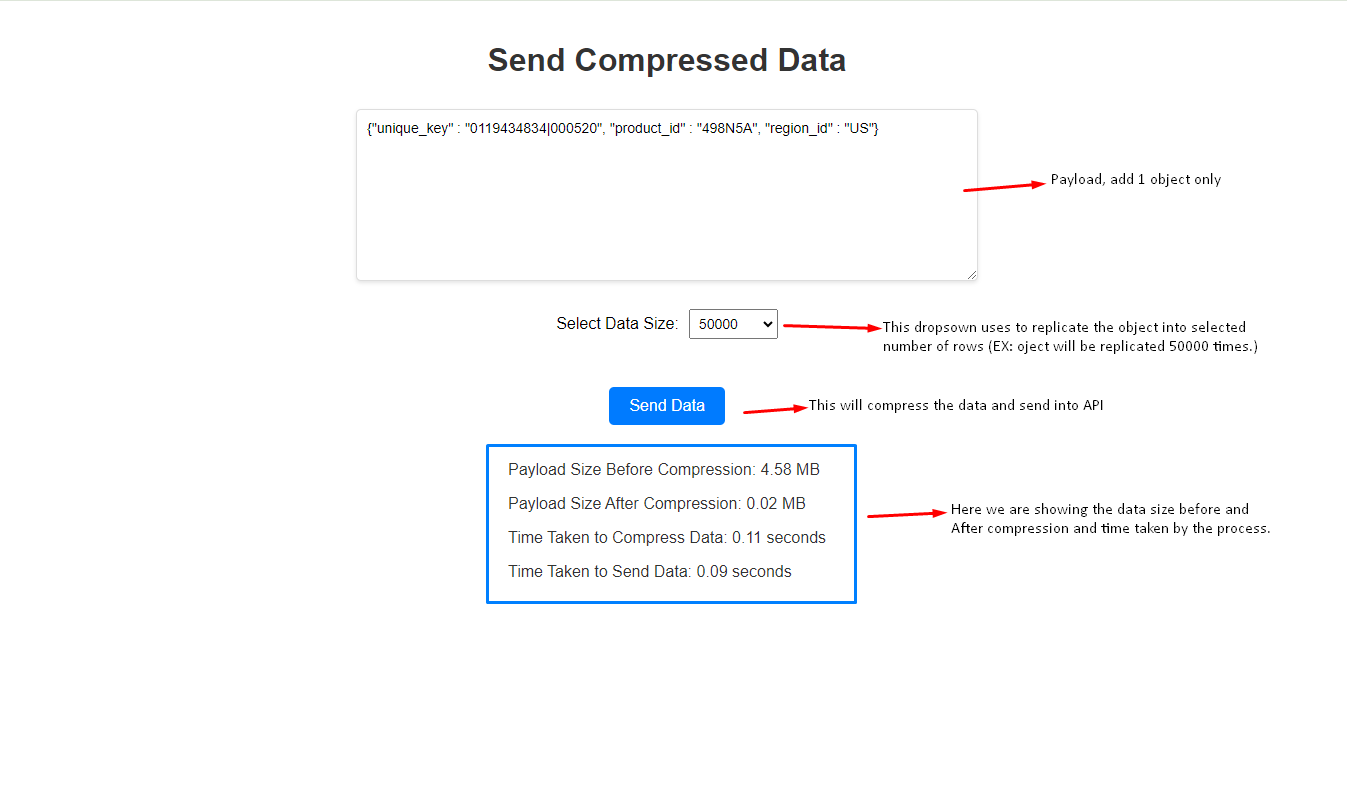 Send Compressed Data
{"unique_key" : "0119434834|000520", "product_id" : "498N5A", "region_id" : "US"}
Payload, add 1 object only
Select Data Size: 50000
This dropsown uses to replicate the object into selected
number of rows (EX: oject will be replicated 50000 times.)
Send Data
This will compress the data and send into API
Payload Size Before Compression: 4.58 MB
Payload Size After Compression: 0.02 MB
Time Taken to Compress Data: 0.11 seconds
Time Taken to Send Data: 0.09 seconds
Here we are showing the data size before and
After compression and time taken by the process.